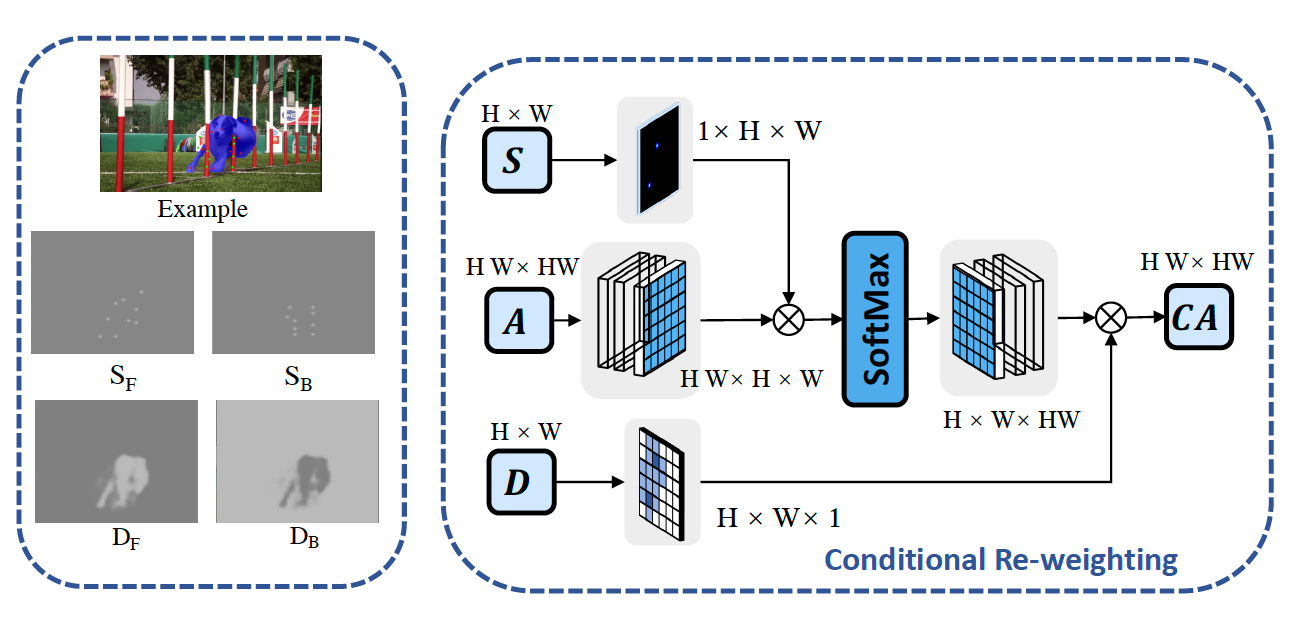 Example
S_F
S_B
D_F
D_B
H × W
S
1× H × W
H W× HW
A
H W× H × W
SoftMax
H × W× HW
H W× HW
CA
H × W
D
H × W× 1
Conditional Re-weighting